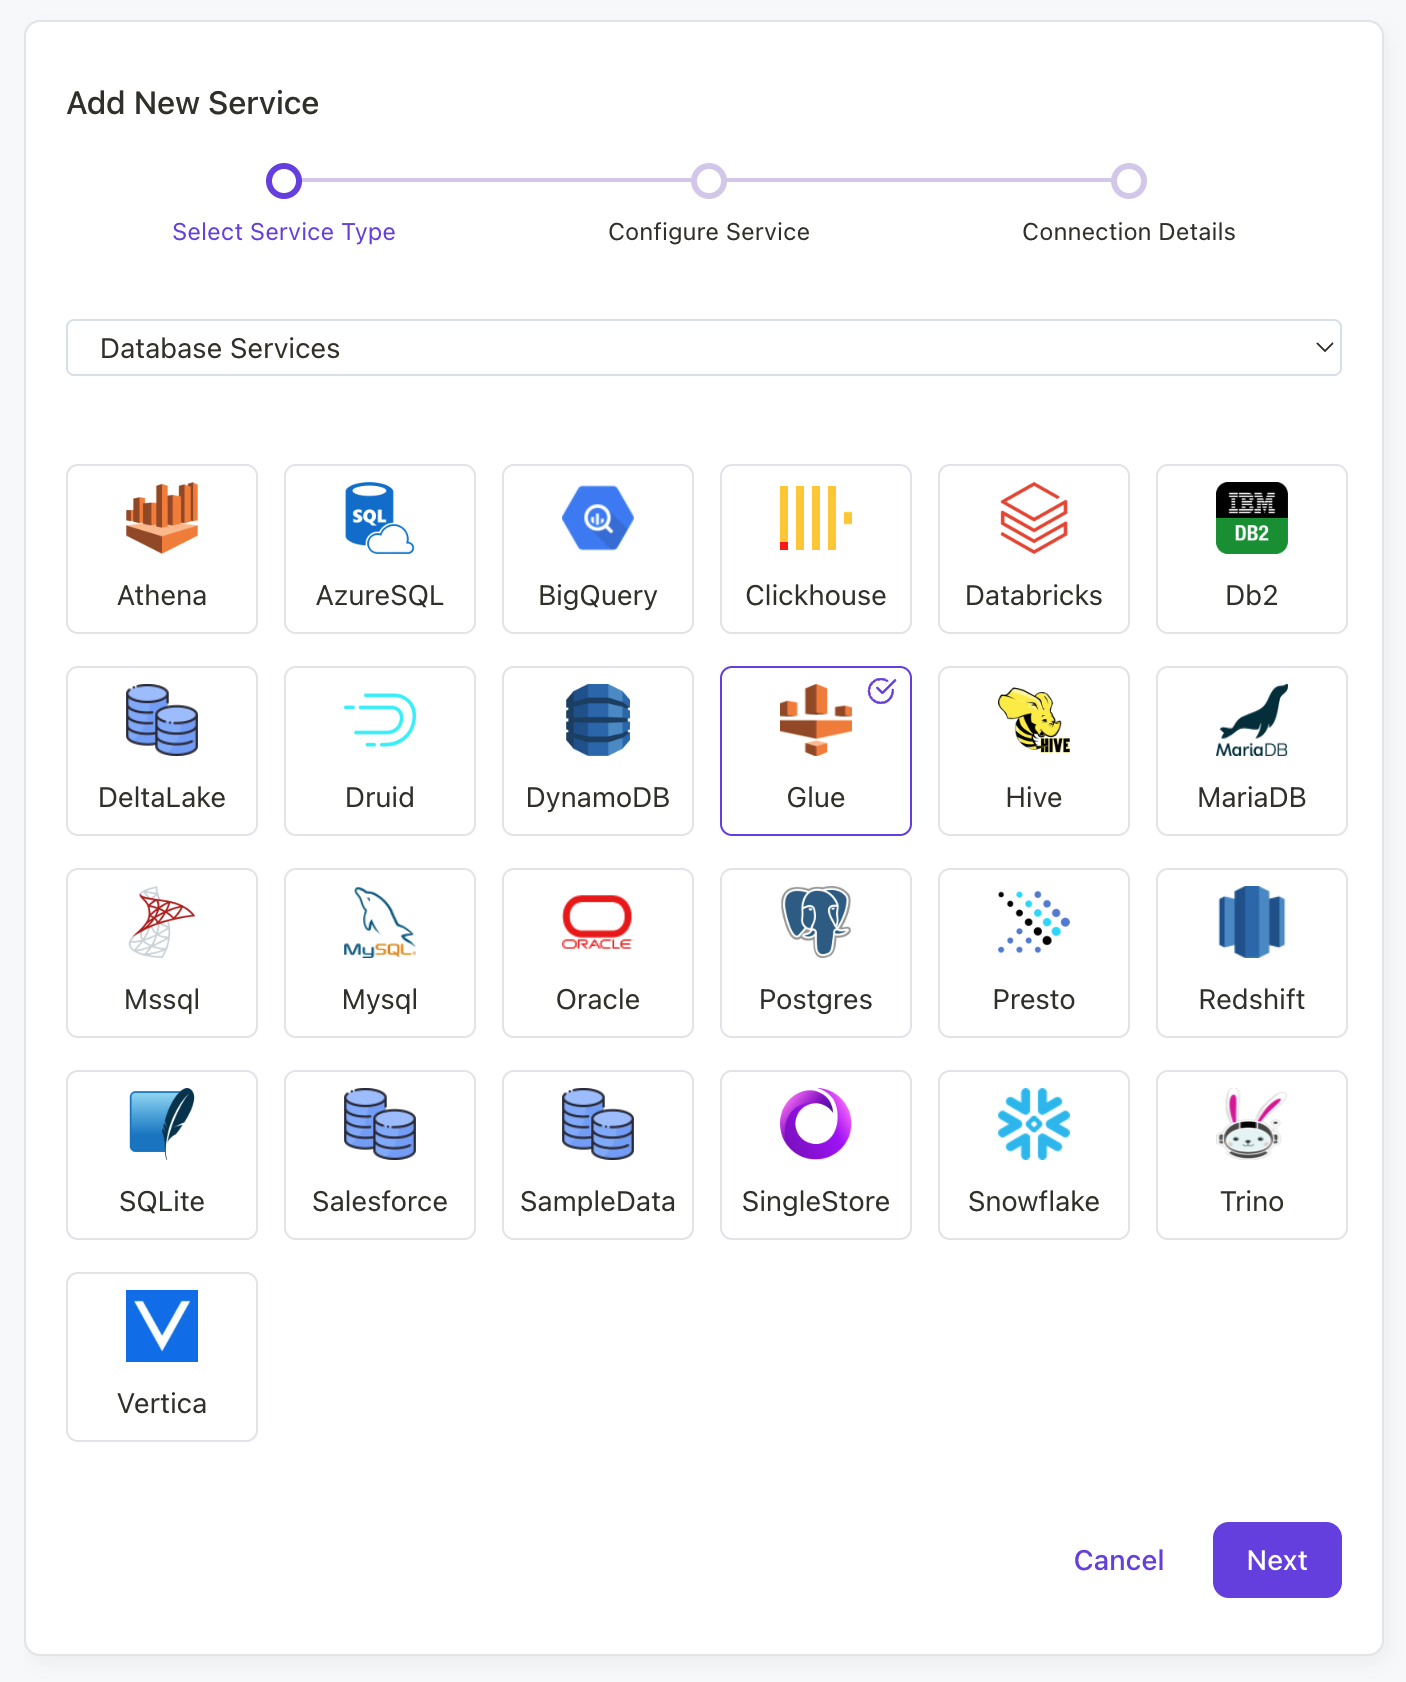 Add New Service
Select Service Type
Configure Service
Connection Details
Database Services
SQL
IBM
DB2
Athena
AzureSQL
BigQuery
Clickhouse
Databricks
Db2
HIVE
MariaDB
DeltaLake
Druid
DynamoDB
Glue
Hive
MariaDB
MySQL
ORACLE
Mssql
Mysql
Oracle
Postgres
Presto
Redshift
SQLite
Salesforce
SampleData
SingleStore
Snowflake
Trino
Vertica
Cancel
Next